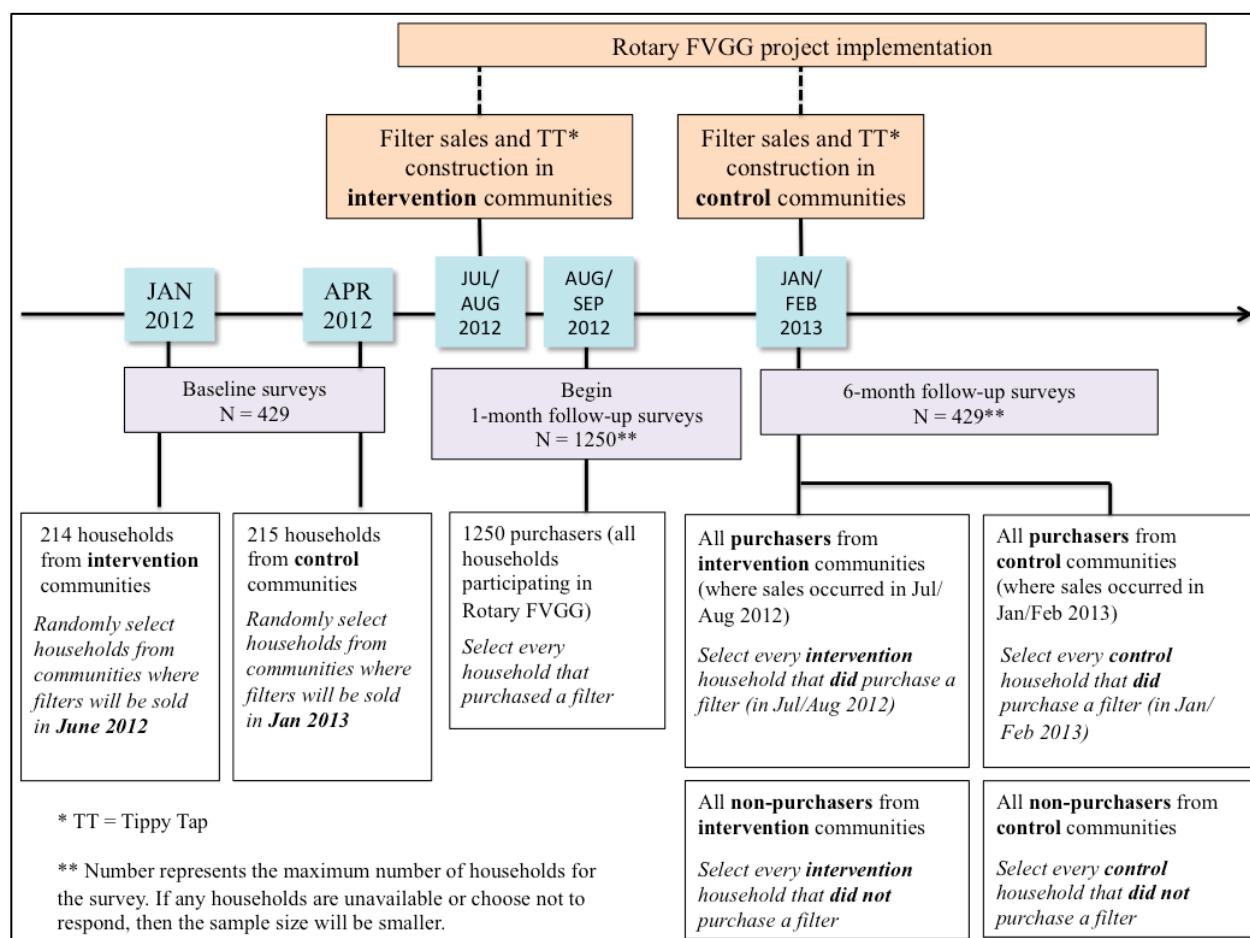 Rotary FVGG project implementation
Filter sales and TT*
construction in
intervention communities
Filter sales and TT*
construction in
control communities
JAN
2012
APR
2012
JUL/
AUG
2012
AUG/
SEP
2012
JAN/
FEB
2013
Baseline surveys
N = 429
Begin
1-month follow-up surveys
N = 1250**
6-month follow-up surveys
N = 429**
214 households
from intervention
communities
Randomly select
households from
communities where
filters will be sold
in June 2012
215 households
from control
communities
Randomly select
households from
communities where
filters will be sold
in Jan 2013
1250 purchasers (all
households
participating in
Rotary FVGG)
Select every
household that
purchased a filter
All purchasers from
intervention communities
(where sales occurred in Jul/
Aug 2012)
Select every intervention
household that did purchase a
filter (in Jul/Aug 2012)
All purchasers from
control communities
(where sales occurred in
Jan/Feb 2013)
Select every control
household that did
purchase a filter (in Jan/
Feb 2013)
All non-purchasers from
intervention communities
Select every intervention
household that did not
purchase a filter
All non-purchasers from
control communities
Select every control
household that did not
purchase a filter
* TT = Tippy Tap
** Number represents the maximum number of households for
the survey. If any households are unavailable or choose not to
respond, then the sample size will be smaller.